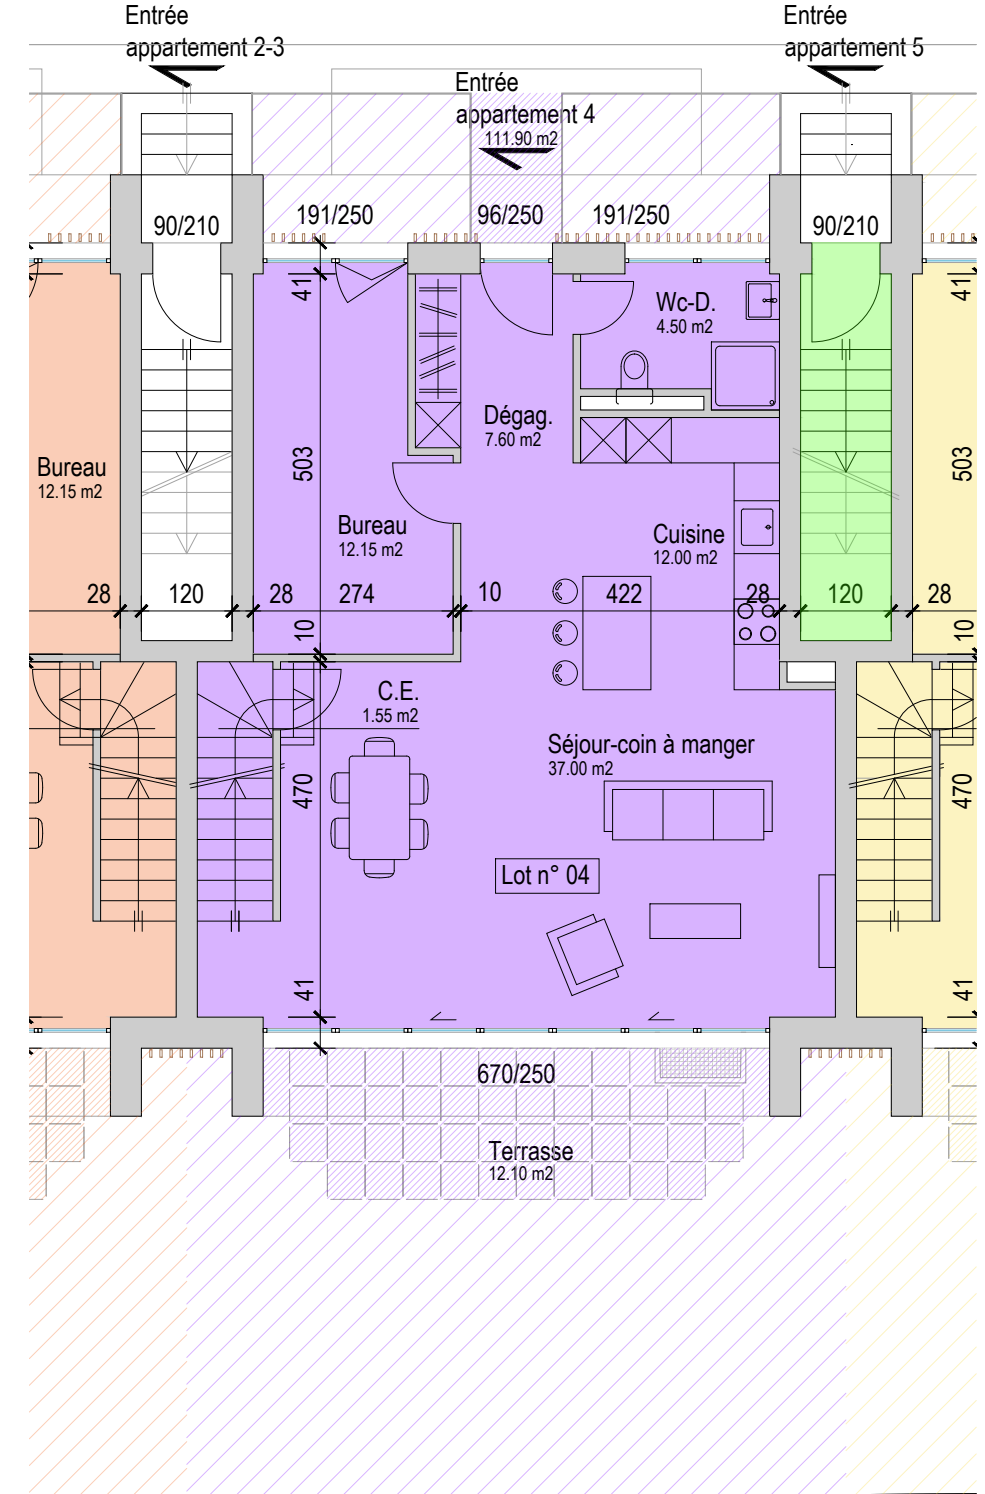 Entrée
appartement 2-3
Entrée
appartement 5
Entrée
appartement 4
111.90 m2
90/210
191/250
96/250
191/250
90/210
41
41
Wc-D.
4.50 m2
Dégag.
7.60 m2
Bureau
12.15 m2
503
503
Bureau
12.15 m2
Cuisine
12.00 m2
28
120
28
274
10
422
28
120
28
10
10
C.E.
1.55 m2
Séjour-coin à manger
37.00 m2
470
470
Lot n° 04
41
41
670/250
Terrasse
12.10 m2